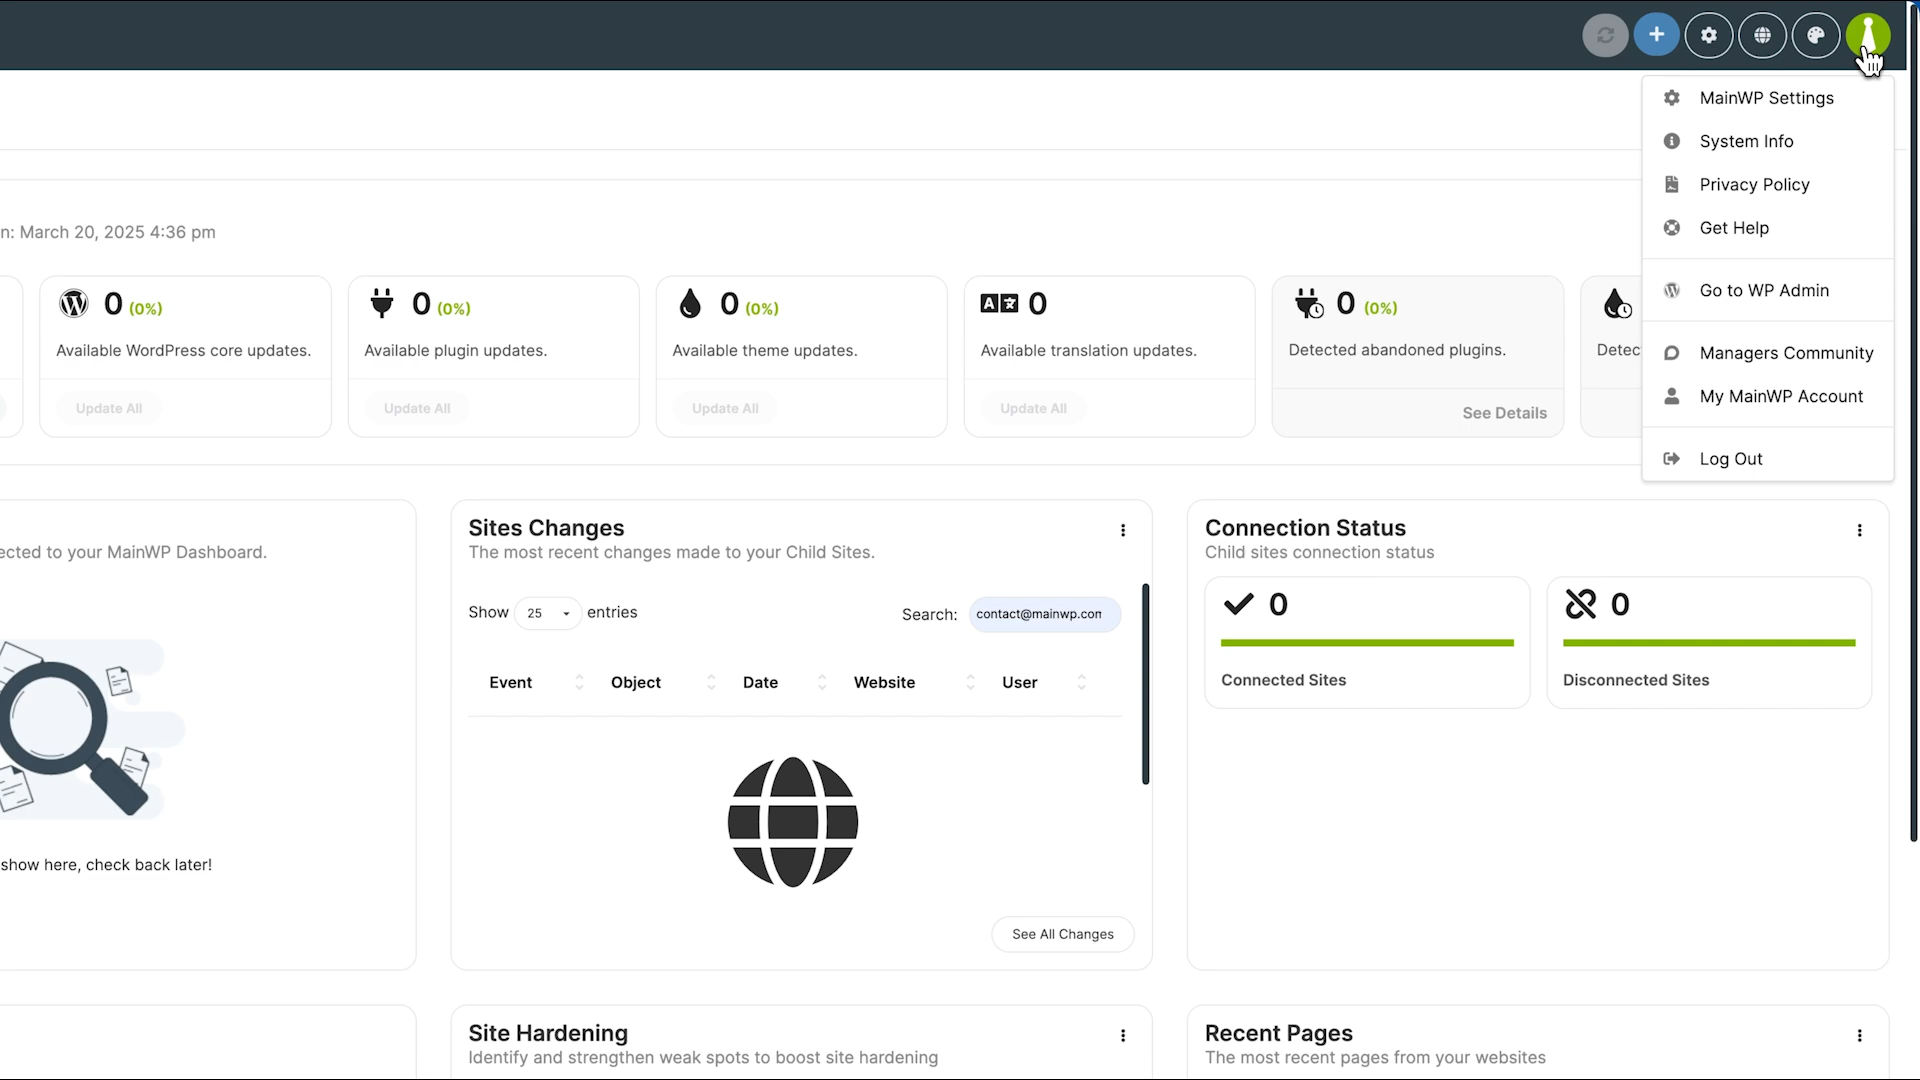 MainWP Settings
System Info
Privacy Policy
Get Help
Go to WP Admin
Managers Community
My MainWP Account
Log Out
n: March 20, 2025 4:36 pm
0 (0%)
Available WordPress core updates.
Update All
0 (0%)
Available plugin updates.
Update All
0 (0%)
Available theme updates.
Update All
0
Available translation updates.
Update All
0 (0%)
Detected abandoned plugins.
See Details
Detec
ected to your MainWP Dashboard.
show here, check back later!
Sites Changes
The most recent changes made to your Child Sites.
Show 25 entries
Search: contact@mainwp.com
Event Object Date Website User
See All Changes
Connection Status
Child sites connection status
0
Connected Sites
0
Disconnected Sites
Site Hardening
Identify and strengthen weak spots to boost site hardening
Recent Pages
The most recent pages from your websites